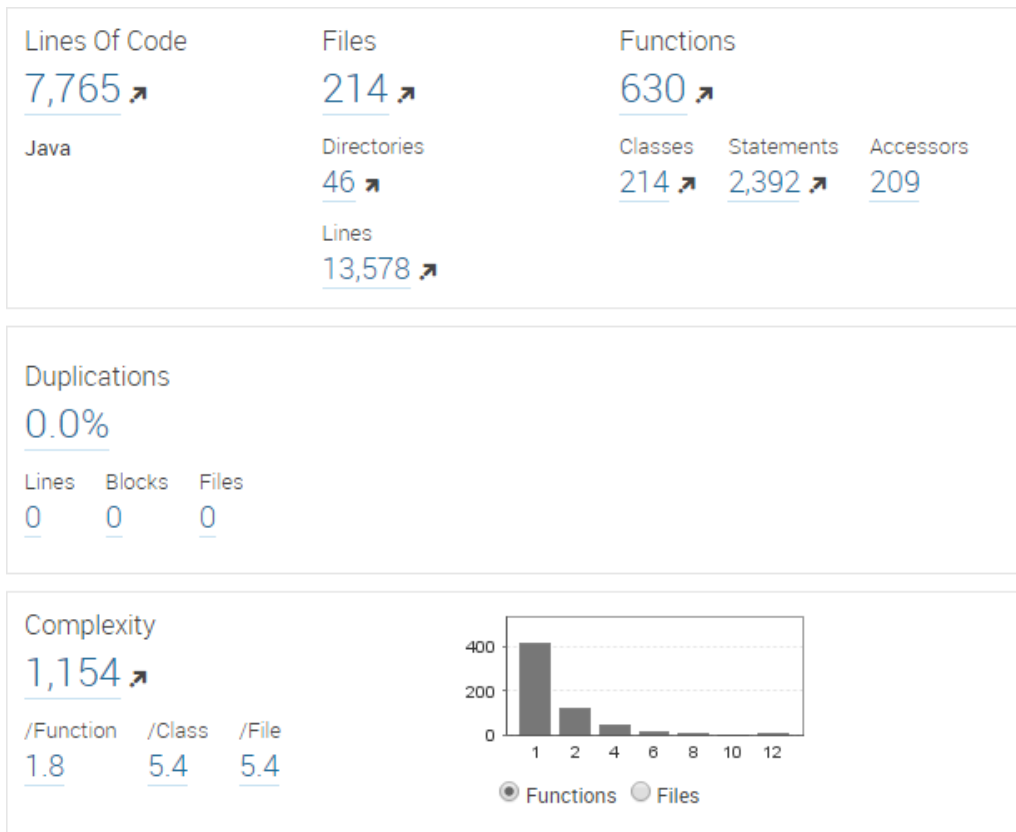 Lines Of Code Files Functions
7,765 214 630
Java Directories Classes Statements Accessors
46 214 2,392 209
Lines
13,578
Duplications
0.0%
Lines Blocks Files
0 0 0
Complexity
1,154
/Function /Class /File
1.8 5.4 5.4
400
200
0
1 2 4 6 8 10 12
Functions Files